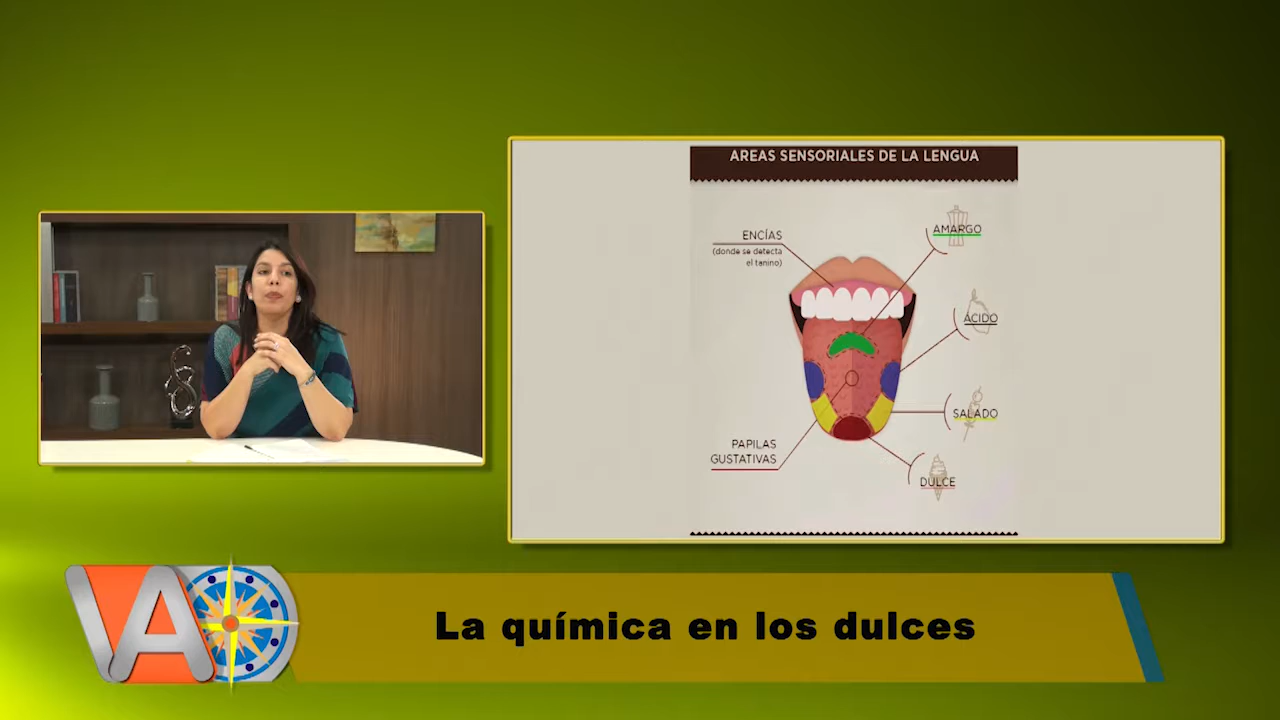 AREAS SENSORIALES DE LA LENGUA
ENCÍAS
(donde se detecta
el tanino)
AMARGO
ÁCIDO
SALADO
PAPILAS
GUSTATIVAS
DULCE
VA
La química en los dulces